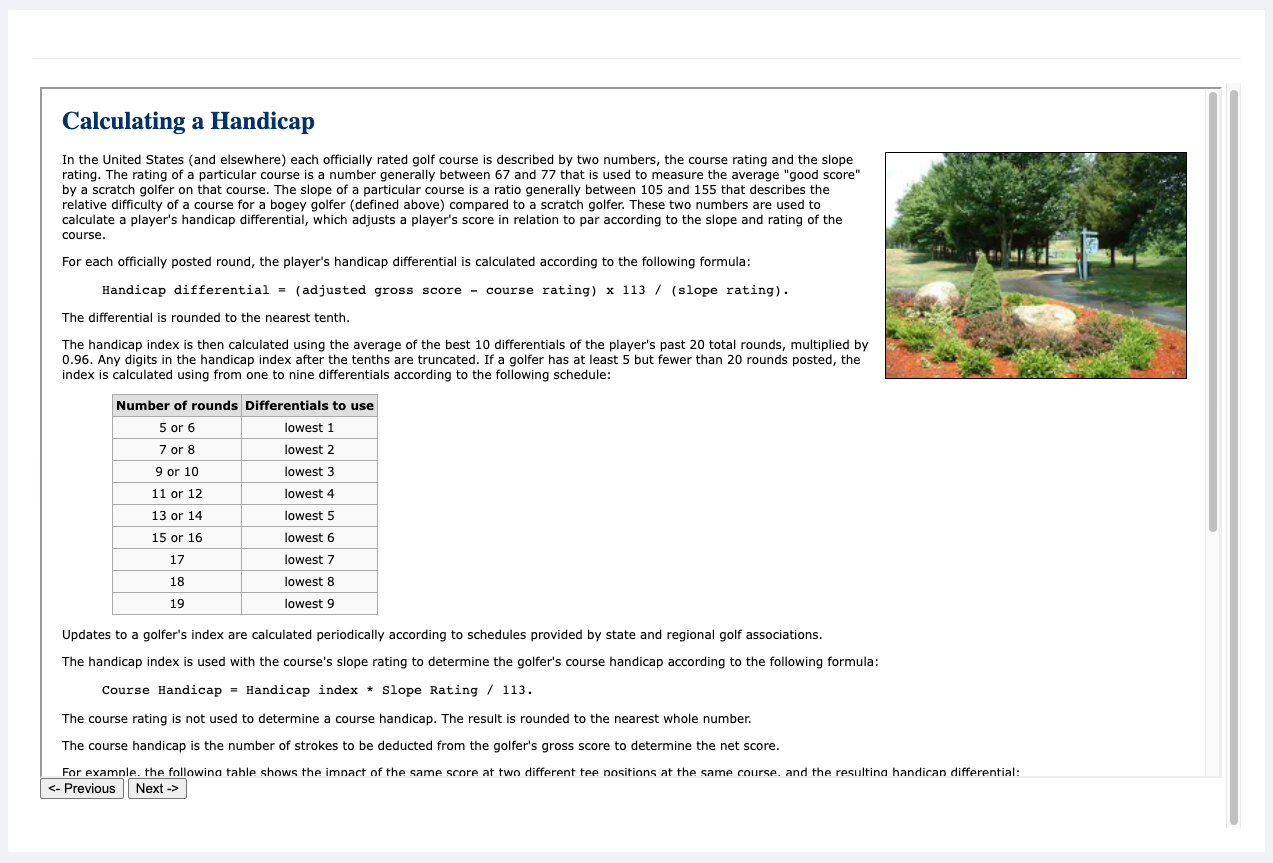 Calculating a Handicap
In the United States (and elsewhere) each officially rated golf course is described by two numbers, the course rating and the slope
rating. The rating of a particular course is a number generally between 67 and 77 that is used to measure the average "good score"
by a scratch golfer on that course. The slope of a particular course is a ratio generally between 105 and 155 that describes the
relative difficulty of a course for a bogey golfer (defined above) compared to a scratch golfer. These two numbers are used to
calculate a player's handicap differential, which adjusts a player's score in relation to par according to the slope and rating of the
course.
For each officially posted round, the player's handicap differential is calculated according to the following formula:
Handicap differential = (adjusted gross score - course rating) x 113 / (slope rating).
The differential is rounded to the nearest tenth.
The handicap index is then calculated using the average of the best 10 differentials of the player's past 20 total rounds, multiplied by
0.96. Any digits in the handicap index after the tenths are truncated. If a golfer has at least 5 but fewer than 20 rounds posted, the
index is calculated using from one to nine differentials according to the following schedule:
Number of rounds Differentials to use
5 or 6 lowest 1
7 or 8 lowest 2
9 or 10 lowest 3
11 or 12 lowest 4
13 or 14 lowest 5
15 or 16 lowest 6
17 lowest 7
18 lowest 8
19 lowest 9
Updates to a golfer's index are calculated periodically according to schedules provided by state and regional golf associations.
The handicap index is used with the course's slope rating to determine the golfer's course handicap according to the following formula:
Course Handicap = Handicap index * Slope Rating / 113.
The course rating is not used to determine a course handicap. The result is rounded to the nearest whole number.
The course handicap is the number of strokes to be deducted from the golfer's gross score to determine the net score.
For example, the following table shows the impact of the same score at two different tee positions at the same course, and the resulting handicap differential:
<- Previous Next ->